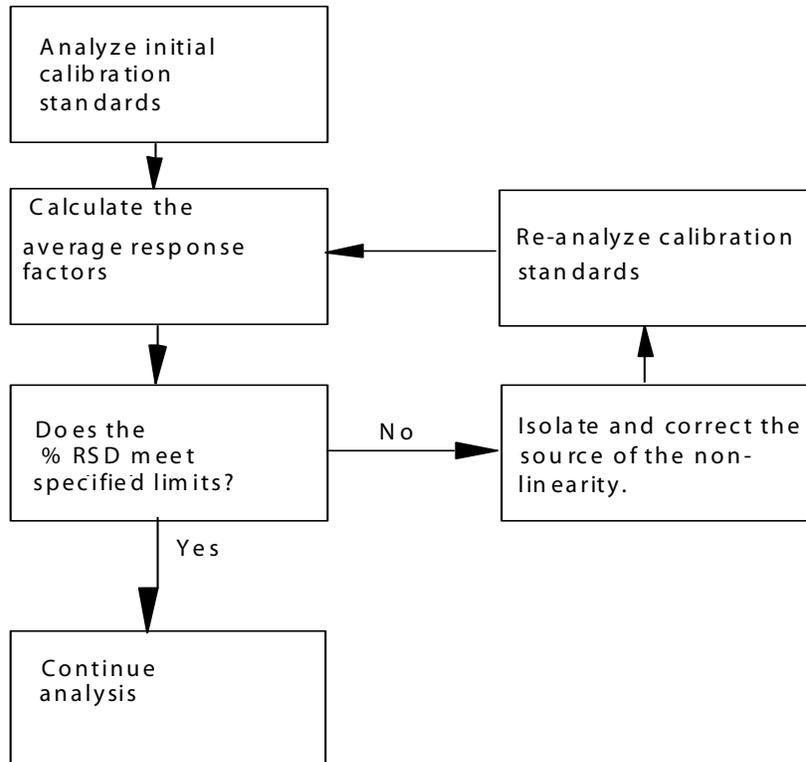 Analyze initial
calibration
standards
Calculate the
average response
factors
Re-analyze calibration
standards
Does the
% RSD meet
specified limits?
No
Isolate and correct the
source of the non-
linearity.
Yes
Continue
analysis